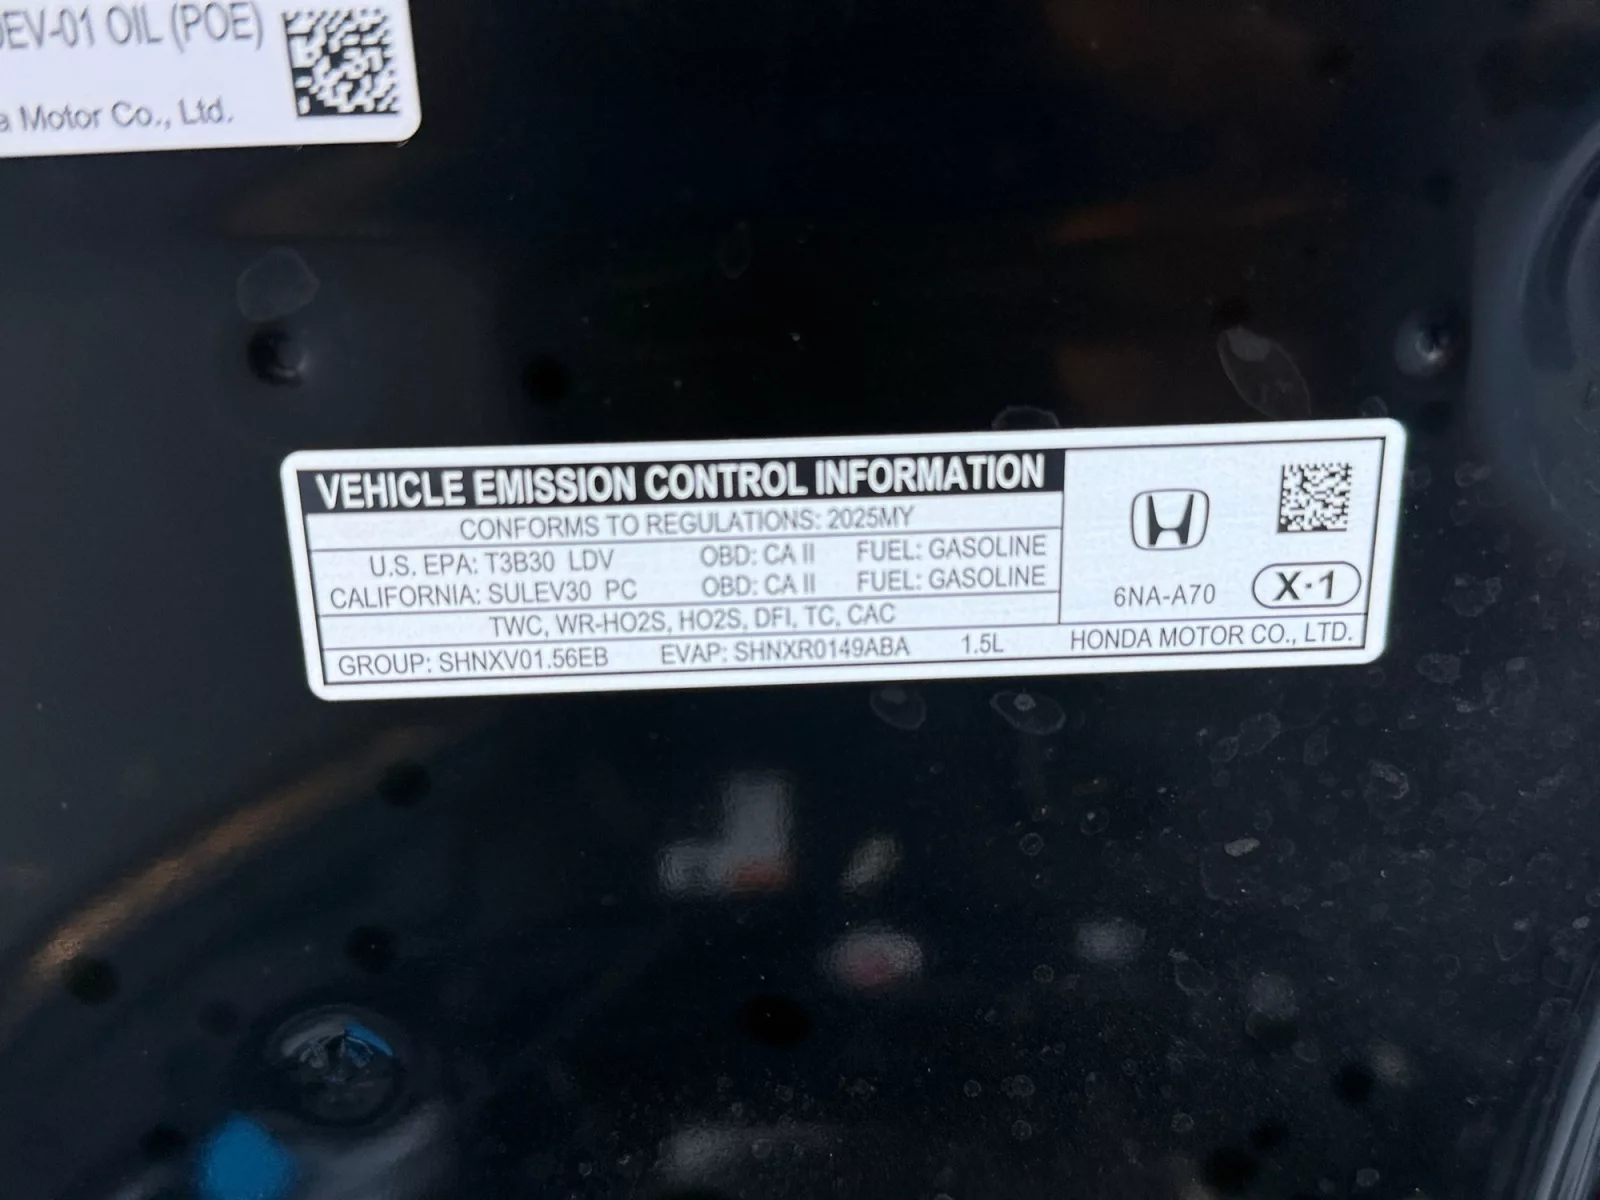 OIL (POE)
Motor Co., Ltd.
VEHICLE EMISSION CONTROL INFORMATION
CONFORMS TO REGULATIONS: 2025MY
U.S. EPA: T3B30 LDV OBD: CA II FUEL: GASOLINE
CALIFORNIA: SULEV30 PC OBD: CA II FUEL: GASOLINE
TWC, WR-HO2S, HO2S, DFI, TC, CAC
GROUP: SHNXV01.56EB EVAP: SHNXR0149ABA 1.5L
6NA-A70 X·1
HONDA MOTOR CO., LTD.